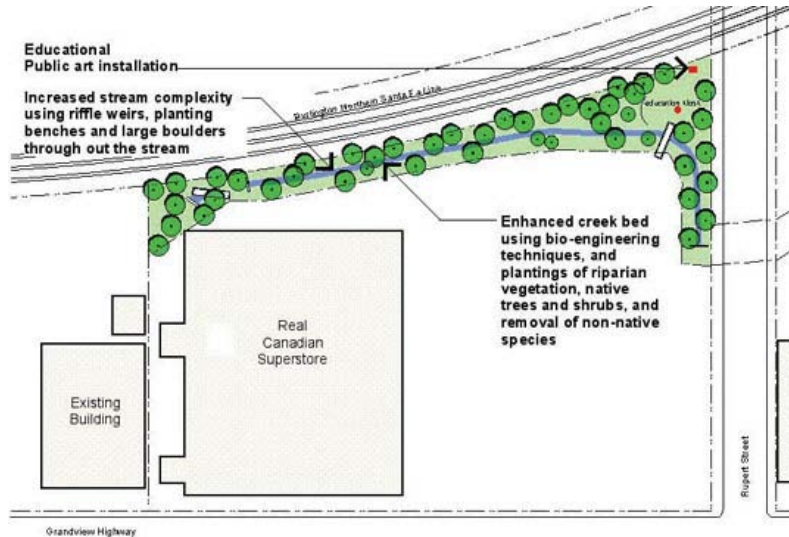 Educational
Public art installation
Increased stream complexity
using riffle weirs, planting
benches and large boulders
through out the stream
Burlington Northern Santa Fe Line
education kiosk
Enhanced creek bed
using bio-engineering
techniques, and
plantings of riparian
vegetation, native
trees and shrubs, and
removal of non-native
species
Real
Canadian
Superstore
Existing
Building
Rupert Street
Grandview Highway